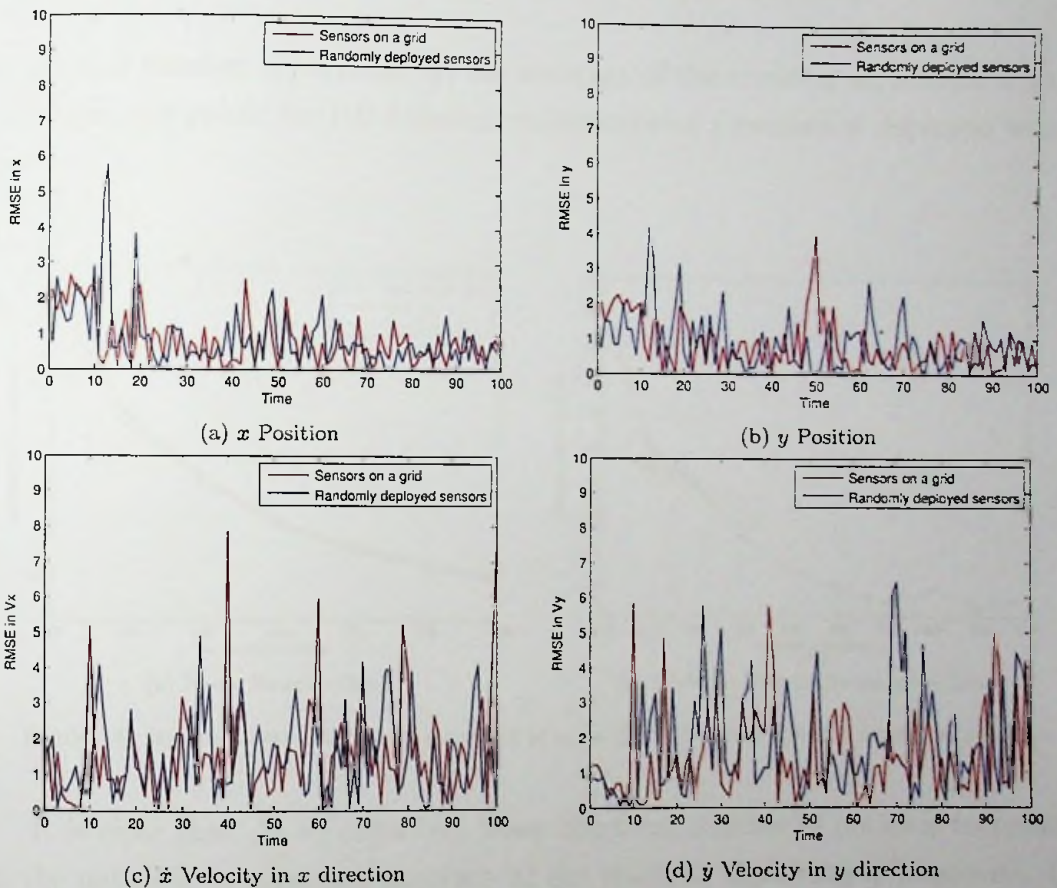 10
9
8
7
6
5
4
3
2
1
0
RMSE in x
Sensors on a grid
Randomly deployed sensors
0 10 20 30 40 50 60 70 80 90 100
Time
(a) x Position
10
9
8
7
6
5
4
3
2
1
0
RMSE in y
Sensors on a grid
Randomly deployed sensors
0 10 20 30 40 50 60 70 80 90 100
Time
(b) y Position
10
9
8
7
6
5
4
3
2
1
0
RMSE in Vx
Sensors on a grid
Randomly deployed sensors
0 10 20 30 40 50 60 70 80 90 100
Time
(c) ẋ Velocity in x direction
10
9
8
7
6
5
4
3
2
1
0
RMSE in Vy
Sensors on a grid
Randomly deployed sensors
0 10 20 30 40 50 60 70 80 90 100
Time
(d) ẏ Velocity in y direction